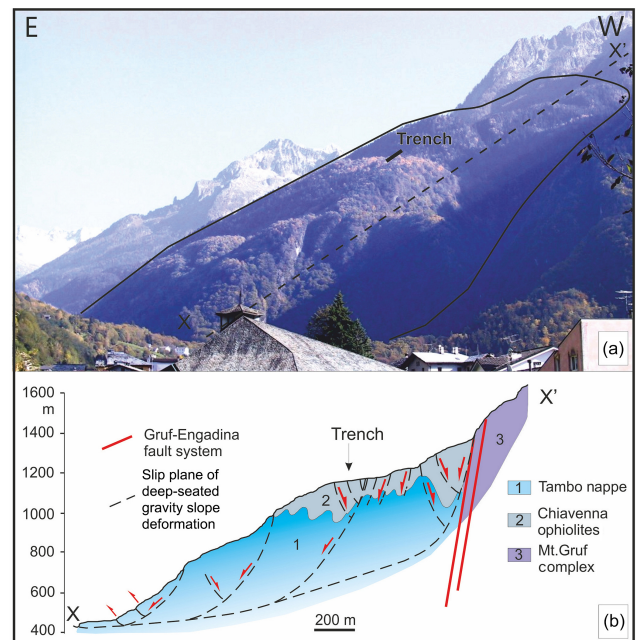 E
W
X'
Trench
X
(a)
1600
m
1400
1200
1000
800
600
400
Gruf-Engadina
fault system
Slip plane of
deep-seated
gravity slope
deformation
Trench
X'
3
2
1
X
200 m
1 Tambo nappe
2 Chiavenna
ophiolites
3 Mt.Gruf
complex
(b)